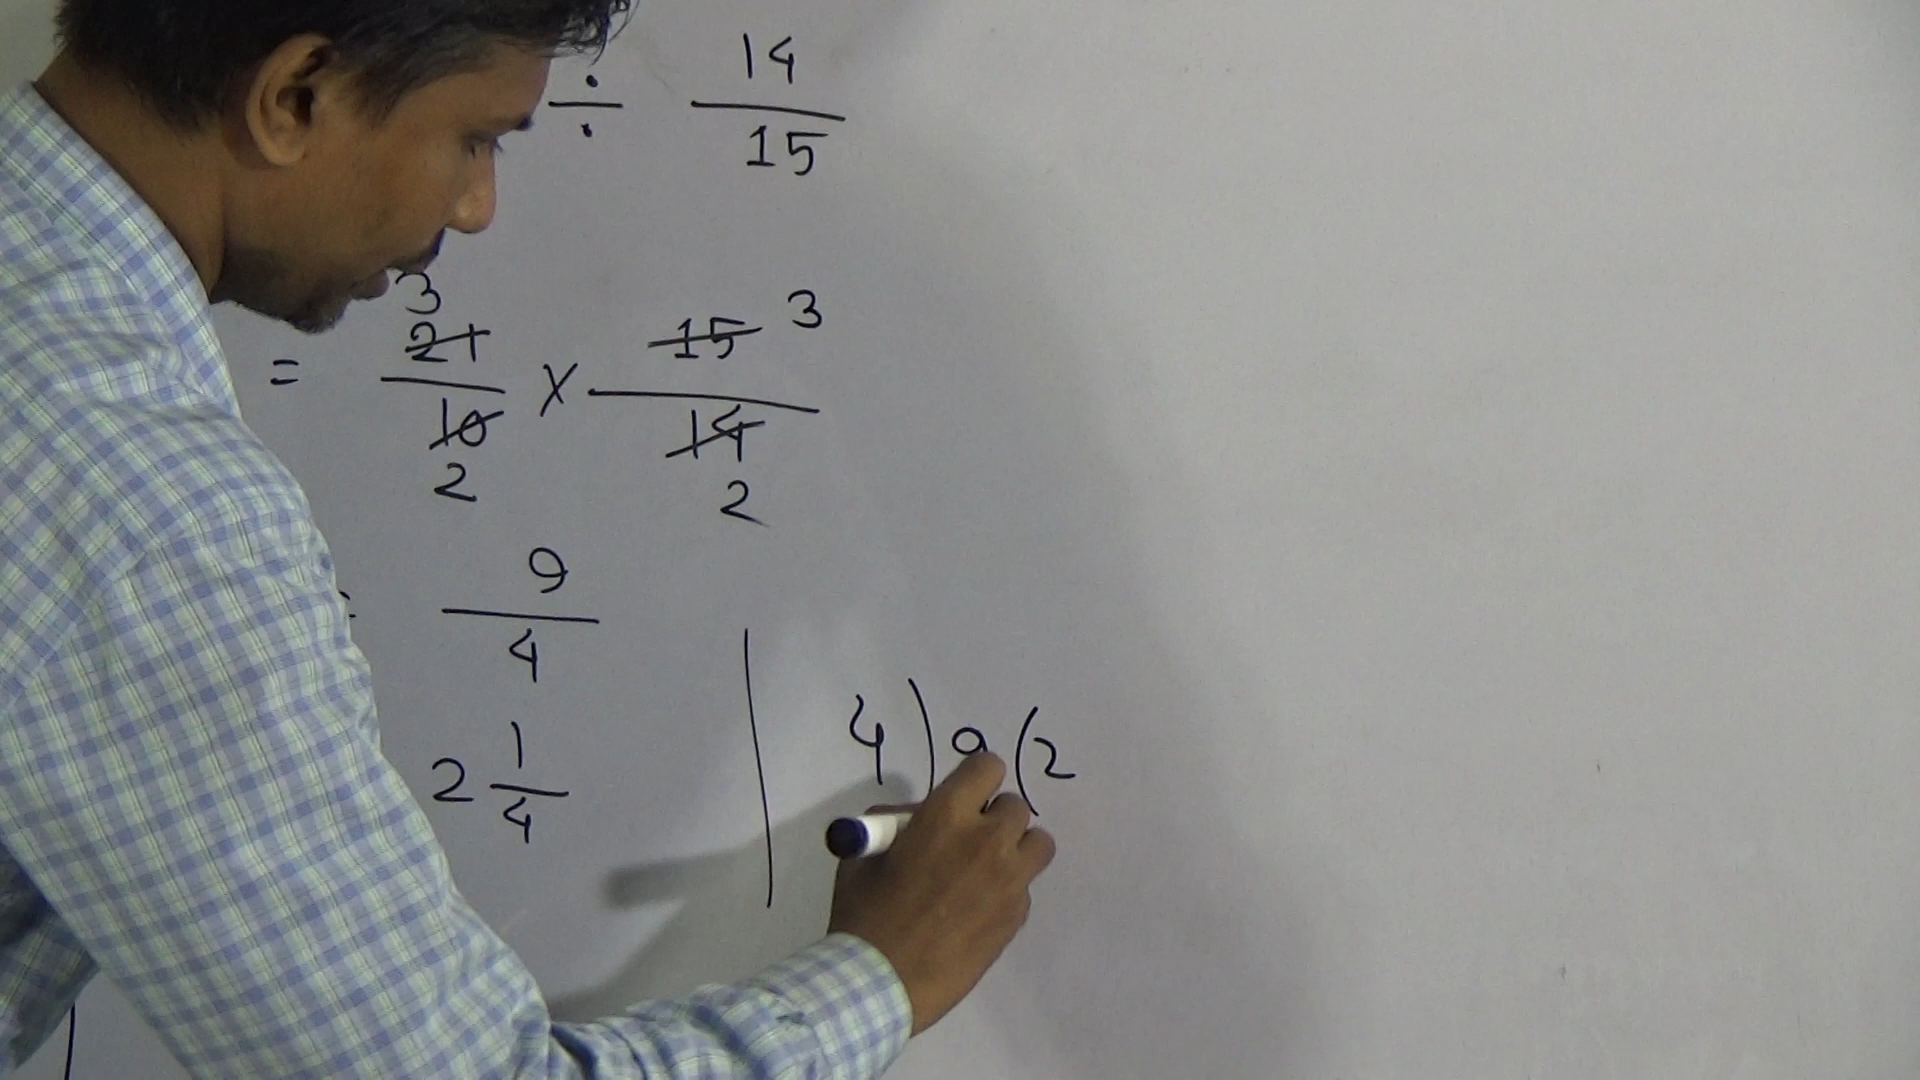 ÷ 14/15
= 3 21/10 2 × 15 3/14 2
= 9/4
2 1/4
4)9(2